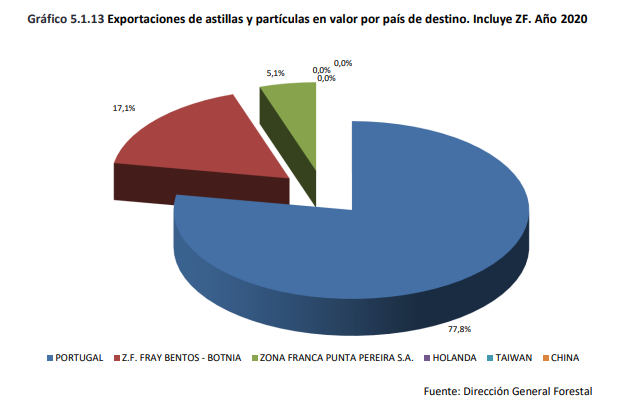 Gráfico 5.1.13 Exportaciones de astillas y partículas en valor por país de destino. Incluye ZF. Año 2020
0,0%
5,1%
0,0%
0,0%
17,1%
77,8%
PORTUGAL
Z.F. FRAY BENTOS - BOTNIA
ZONA FRANCA PUNTA PEREIRA S.A.
HOLANDA
TAIWAN
CHINA
Fuente: Dirección General Forestal